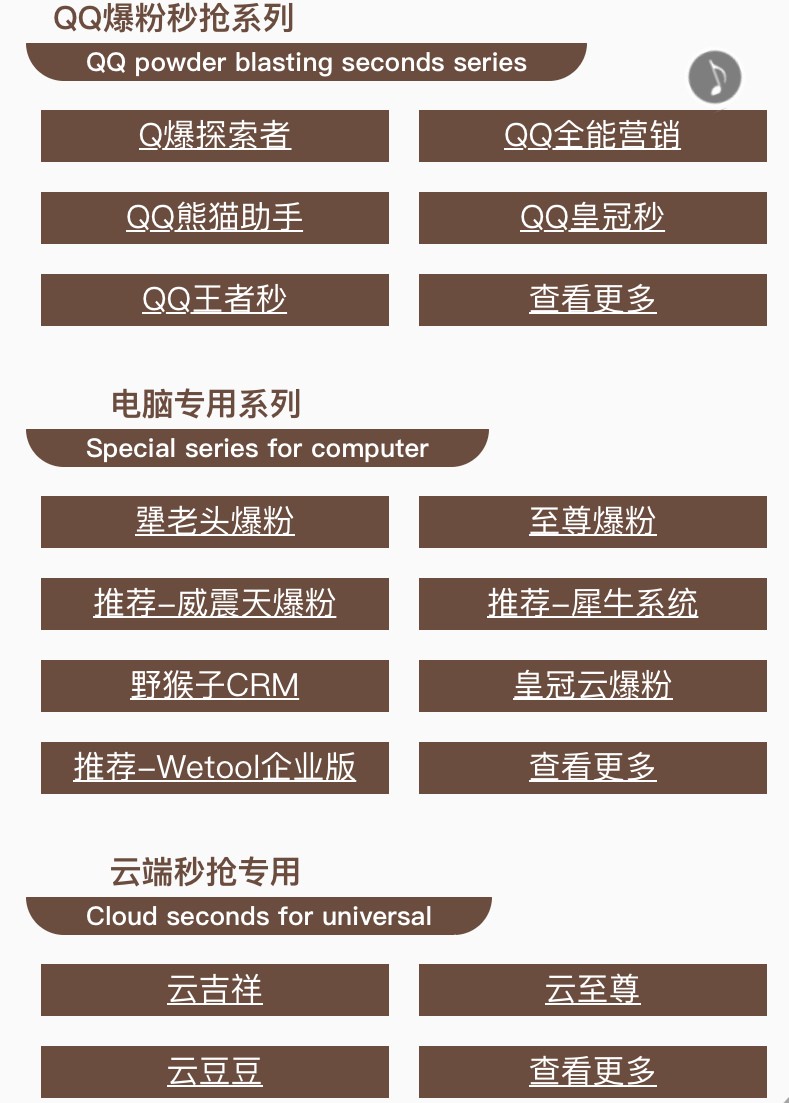 QQ爆粉秒抢系列
QQ powder blasting seconds series
Q爆探索者
QQ全能营销
QQ熊猫助手
QQ皇冠秒
QQ王者秒
查看更多
电脑专用系列
Special series for computer
犟老头爆粉
至尊爆粉
推荐-威震天爆粉
推荐-犀牛系统
野猴子CRM
皇冠云爆粉
推荐-Wetool企业版
查看更多
云端秒抢专用
Cloud seconds for universal
云吉祥
云至尊
云豆豆
查看更多